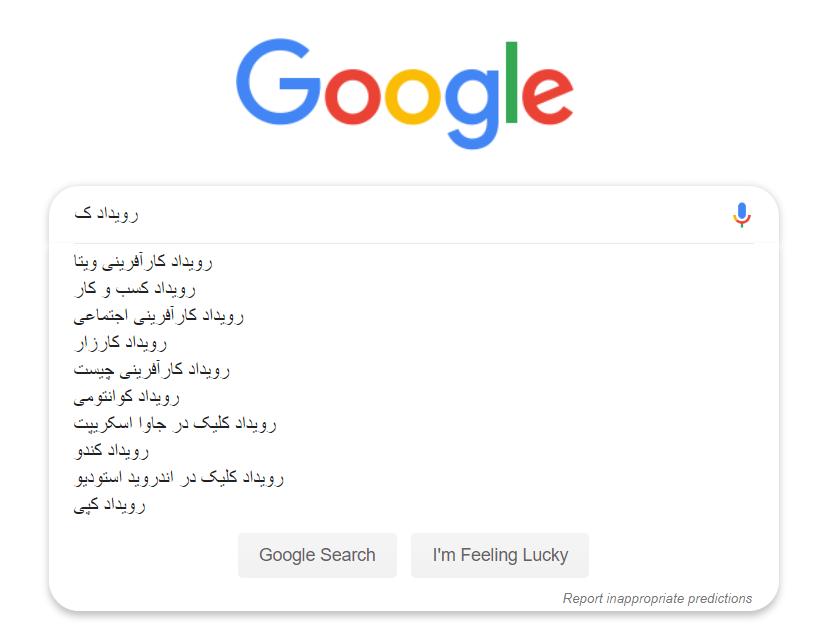 Google
رویداد ک
رویداد کارآفرینی ویتا
رویداد کسب و کار
رویداد کارآفرینی اجتماعی
رویداد کارزار
رویداد کارآفرینی چیست
رویداد کوانتومی
رویداد کلیک در جاوا اسکریپت
رویداد کندو
رویداد کلیک در اندروید استودیو
رویداد کپی
Google Search I'm Feeling Lucky
Report inappropriate predictions